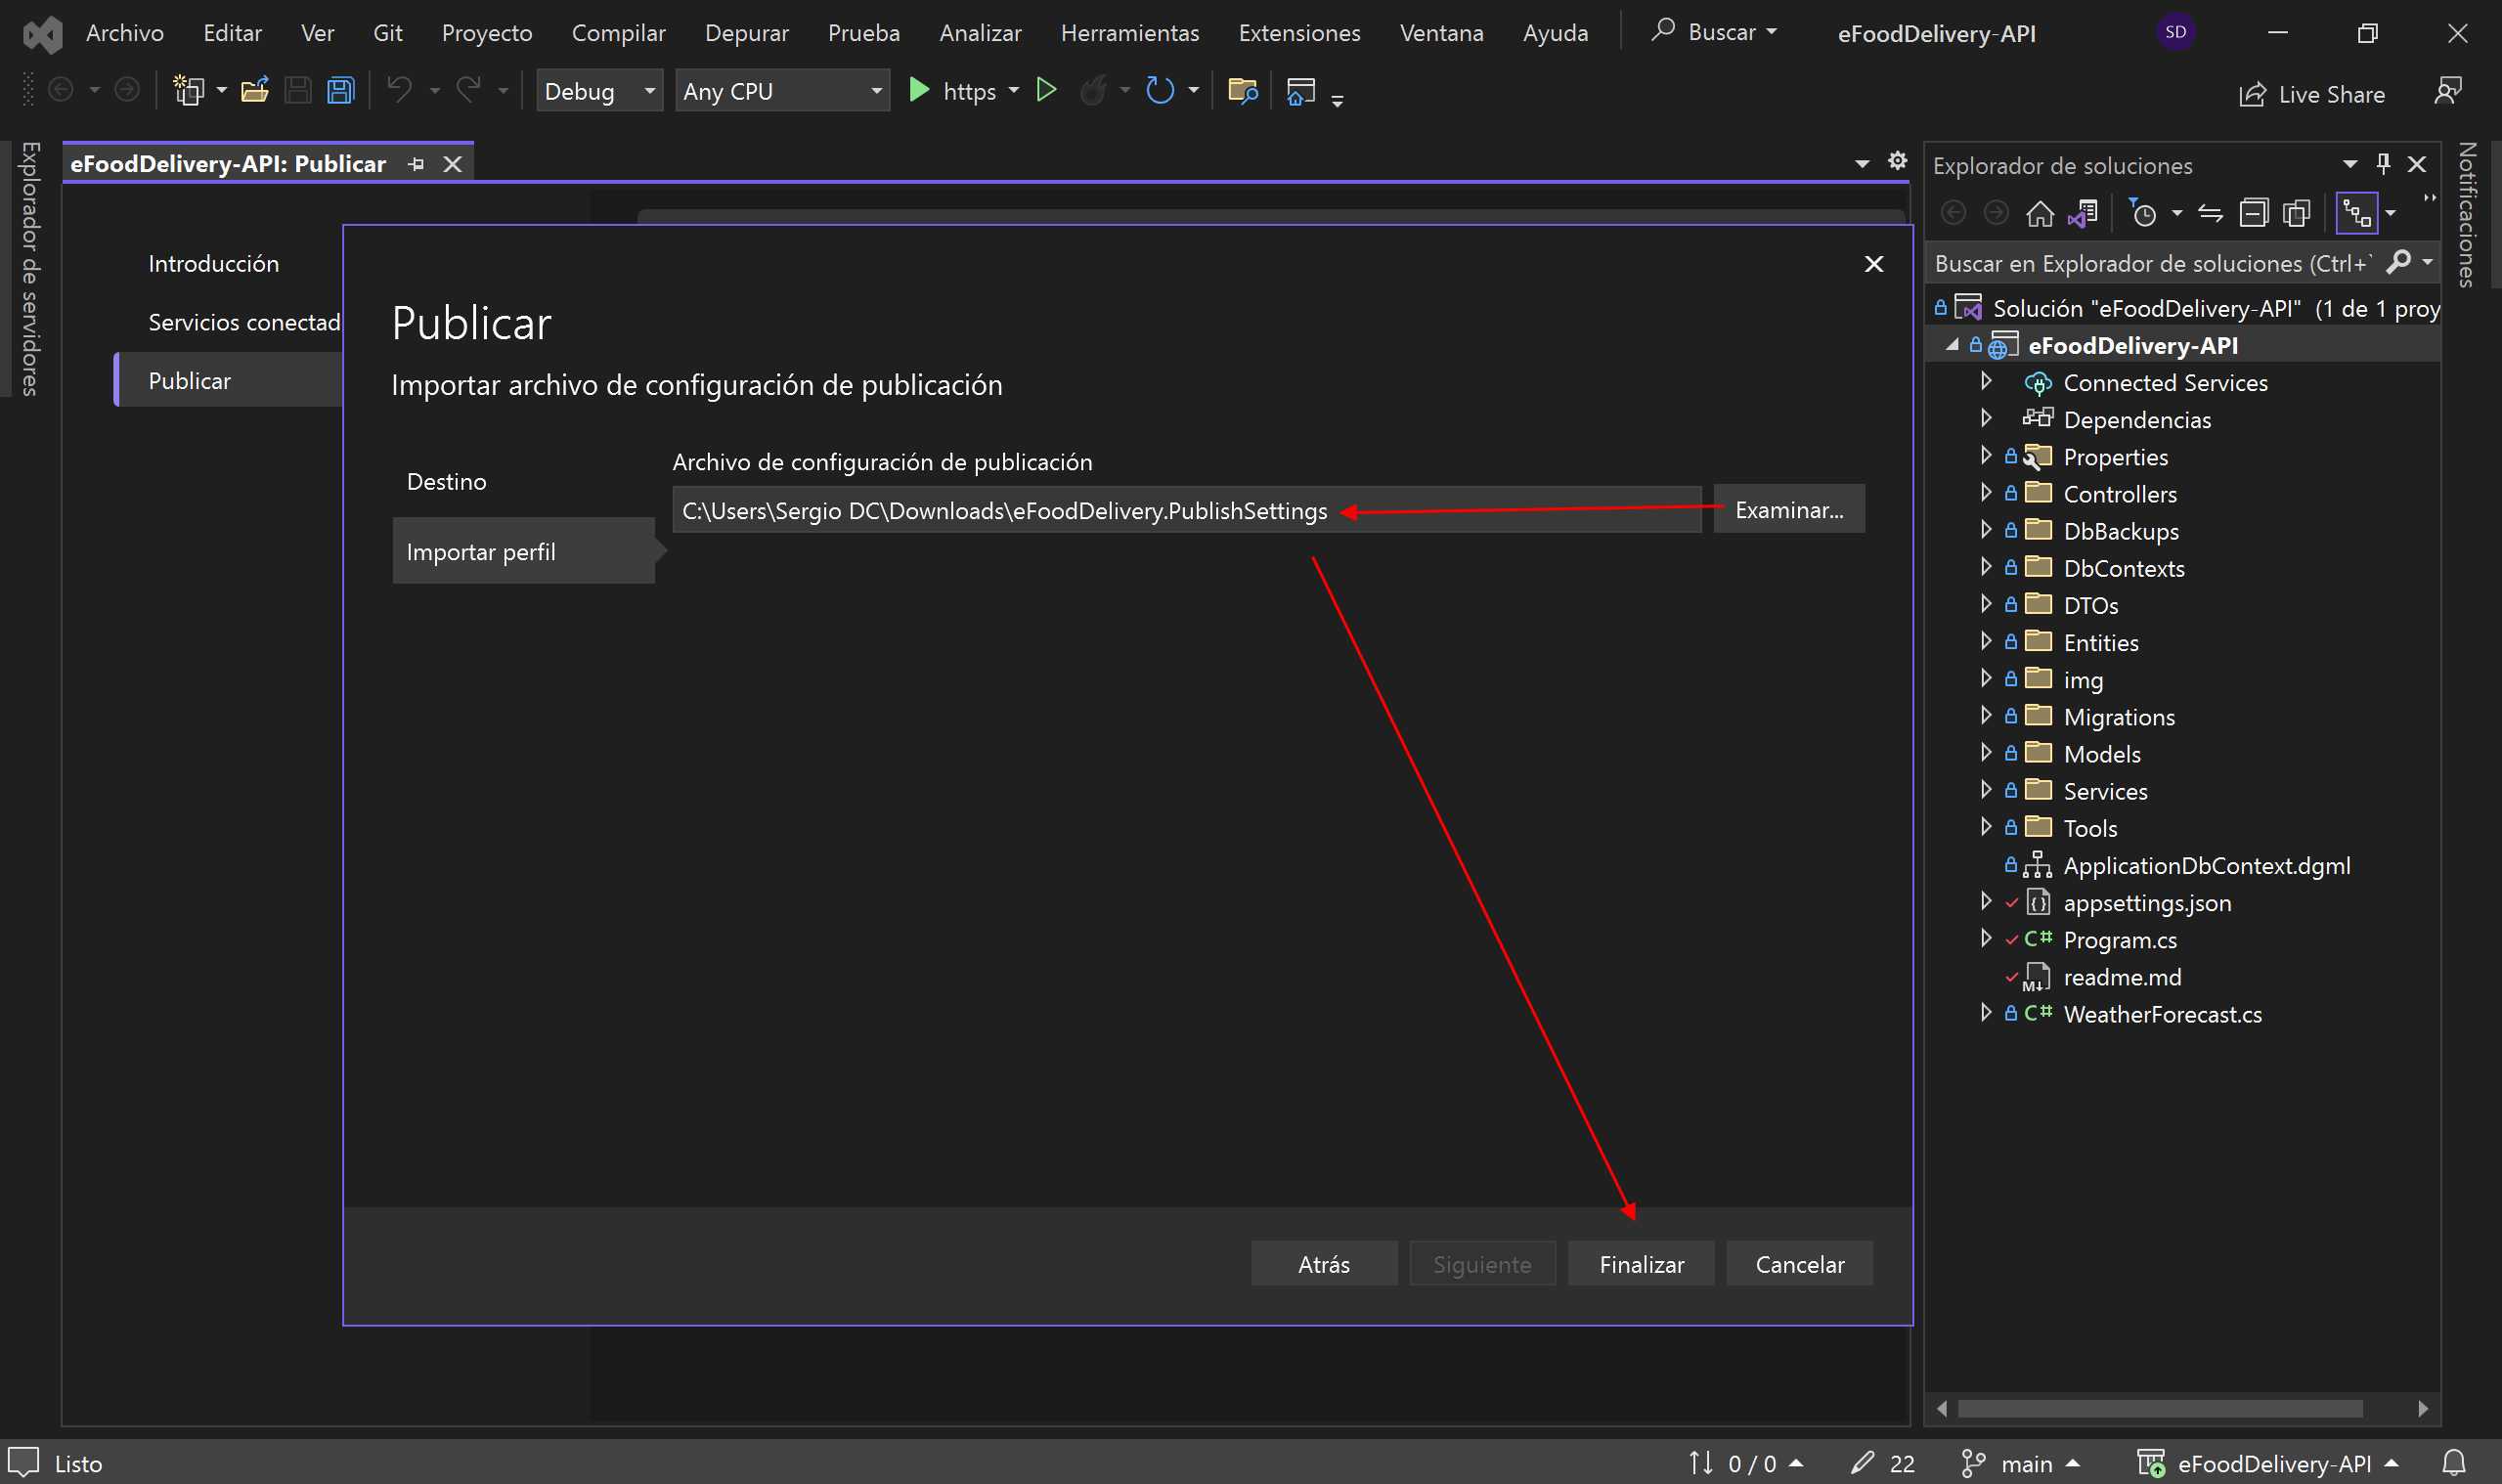 Archivo Editar Ver Git Proyecto Compilar Depurar Prueba Analizar Herramientas Extensiones Ventana Ayuda Buscar eFoodDelivery-API SD
Debug Any CPU https Live Share
Explorador de servidores
eFoodDelivery-API: Publicar
Introducción
Servicios conectad
Publicar
Publicar
Importar archivo de configuración de publicación
Destino
Importar perfil
Archivo de configuración de publicación
C:\Users\Sergio DC\Downloads\eFoodDelivery.PublishSettings
Examinar...
Atrás Siguiente Finalizar Cancelar
Explorador de soluciones
Buscar en Explorador de soluciones (Ctrl+
Solución "eFoodDelivery-API" (1 de 1 proy
eFoodDelivery-API
Connected Services
Dependencias
Properties
Controllers
DbBackups
DbContexts
DTOs
Entities
img
Migrations
Models
Services
Tools
ApplicationDbContext.dgml
appsettings.json
C# Program.cs
M↓ readme.md
C# WeatherForecast.cs
Notificaciones
Listo 0 / 0 22 main eFoodDelivery-API